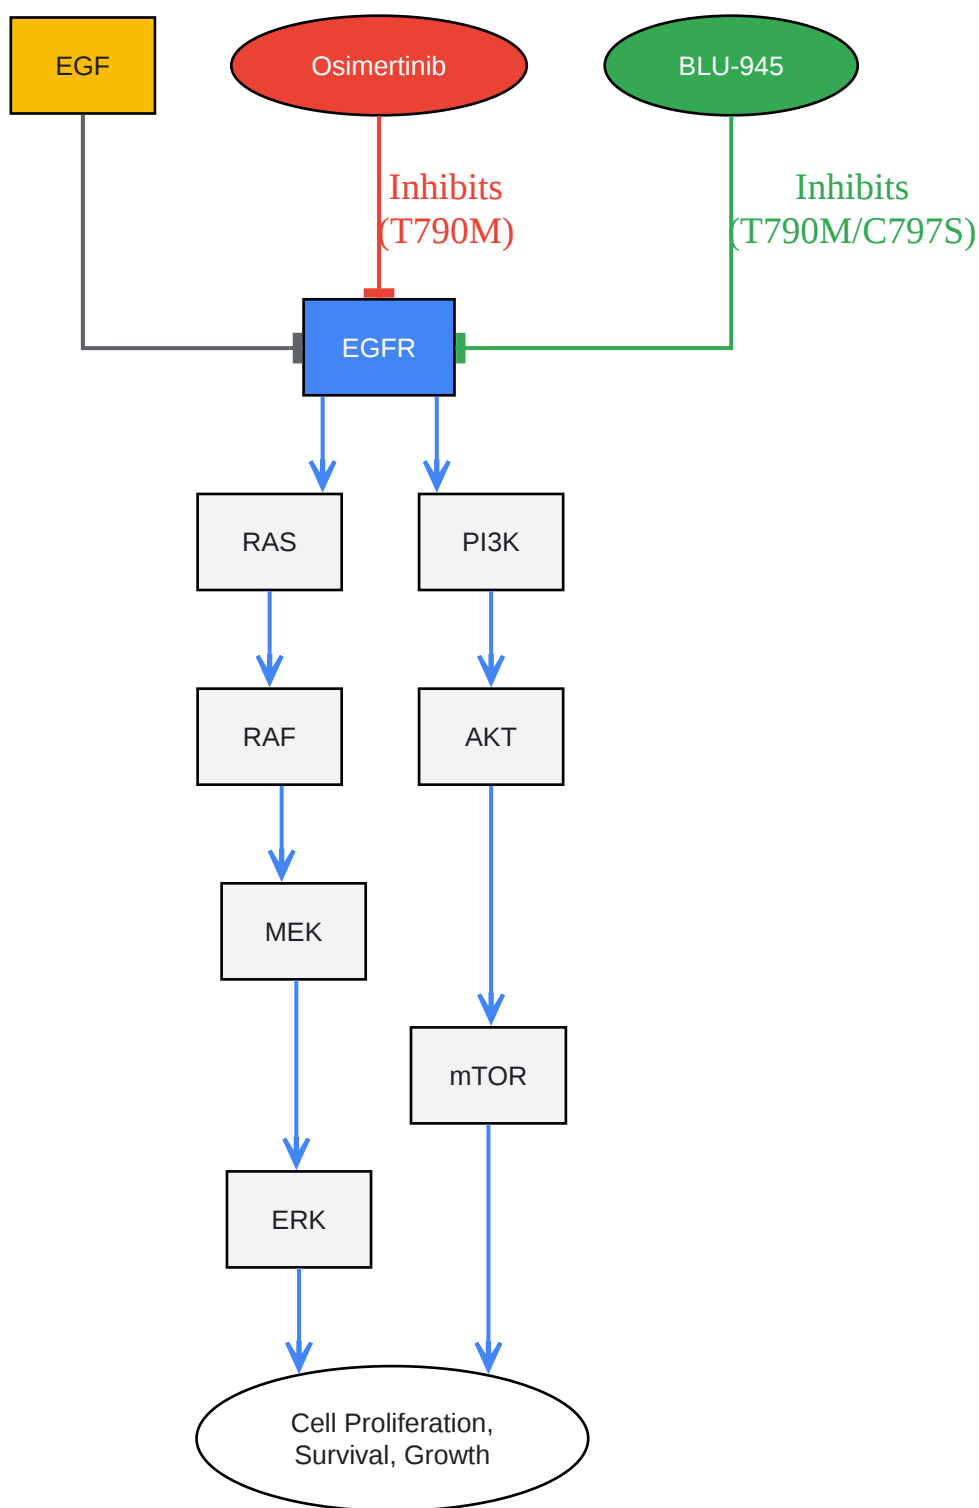 EGF
Osimertinib
BLU-945
Inhibits
(T790M)
Inhibits
(T790M/C797S)
EGFR
RAS
PI3K
RAF
AKT
MEK
mTOR
ERK
Cell Proliferation,
Survival, Growth